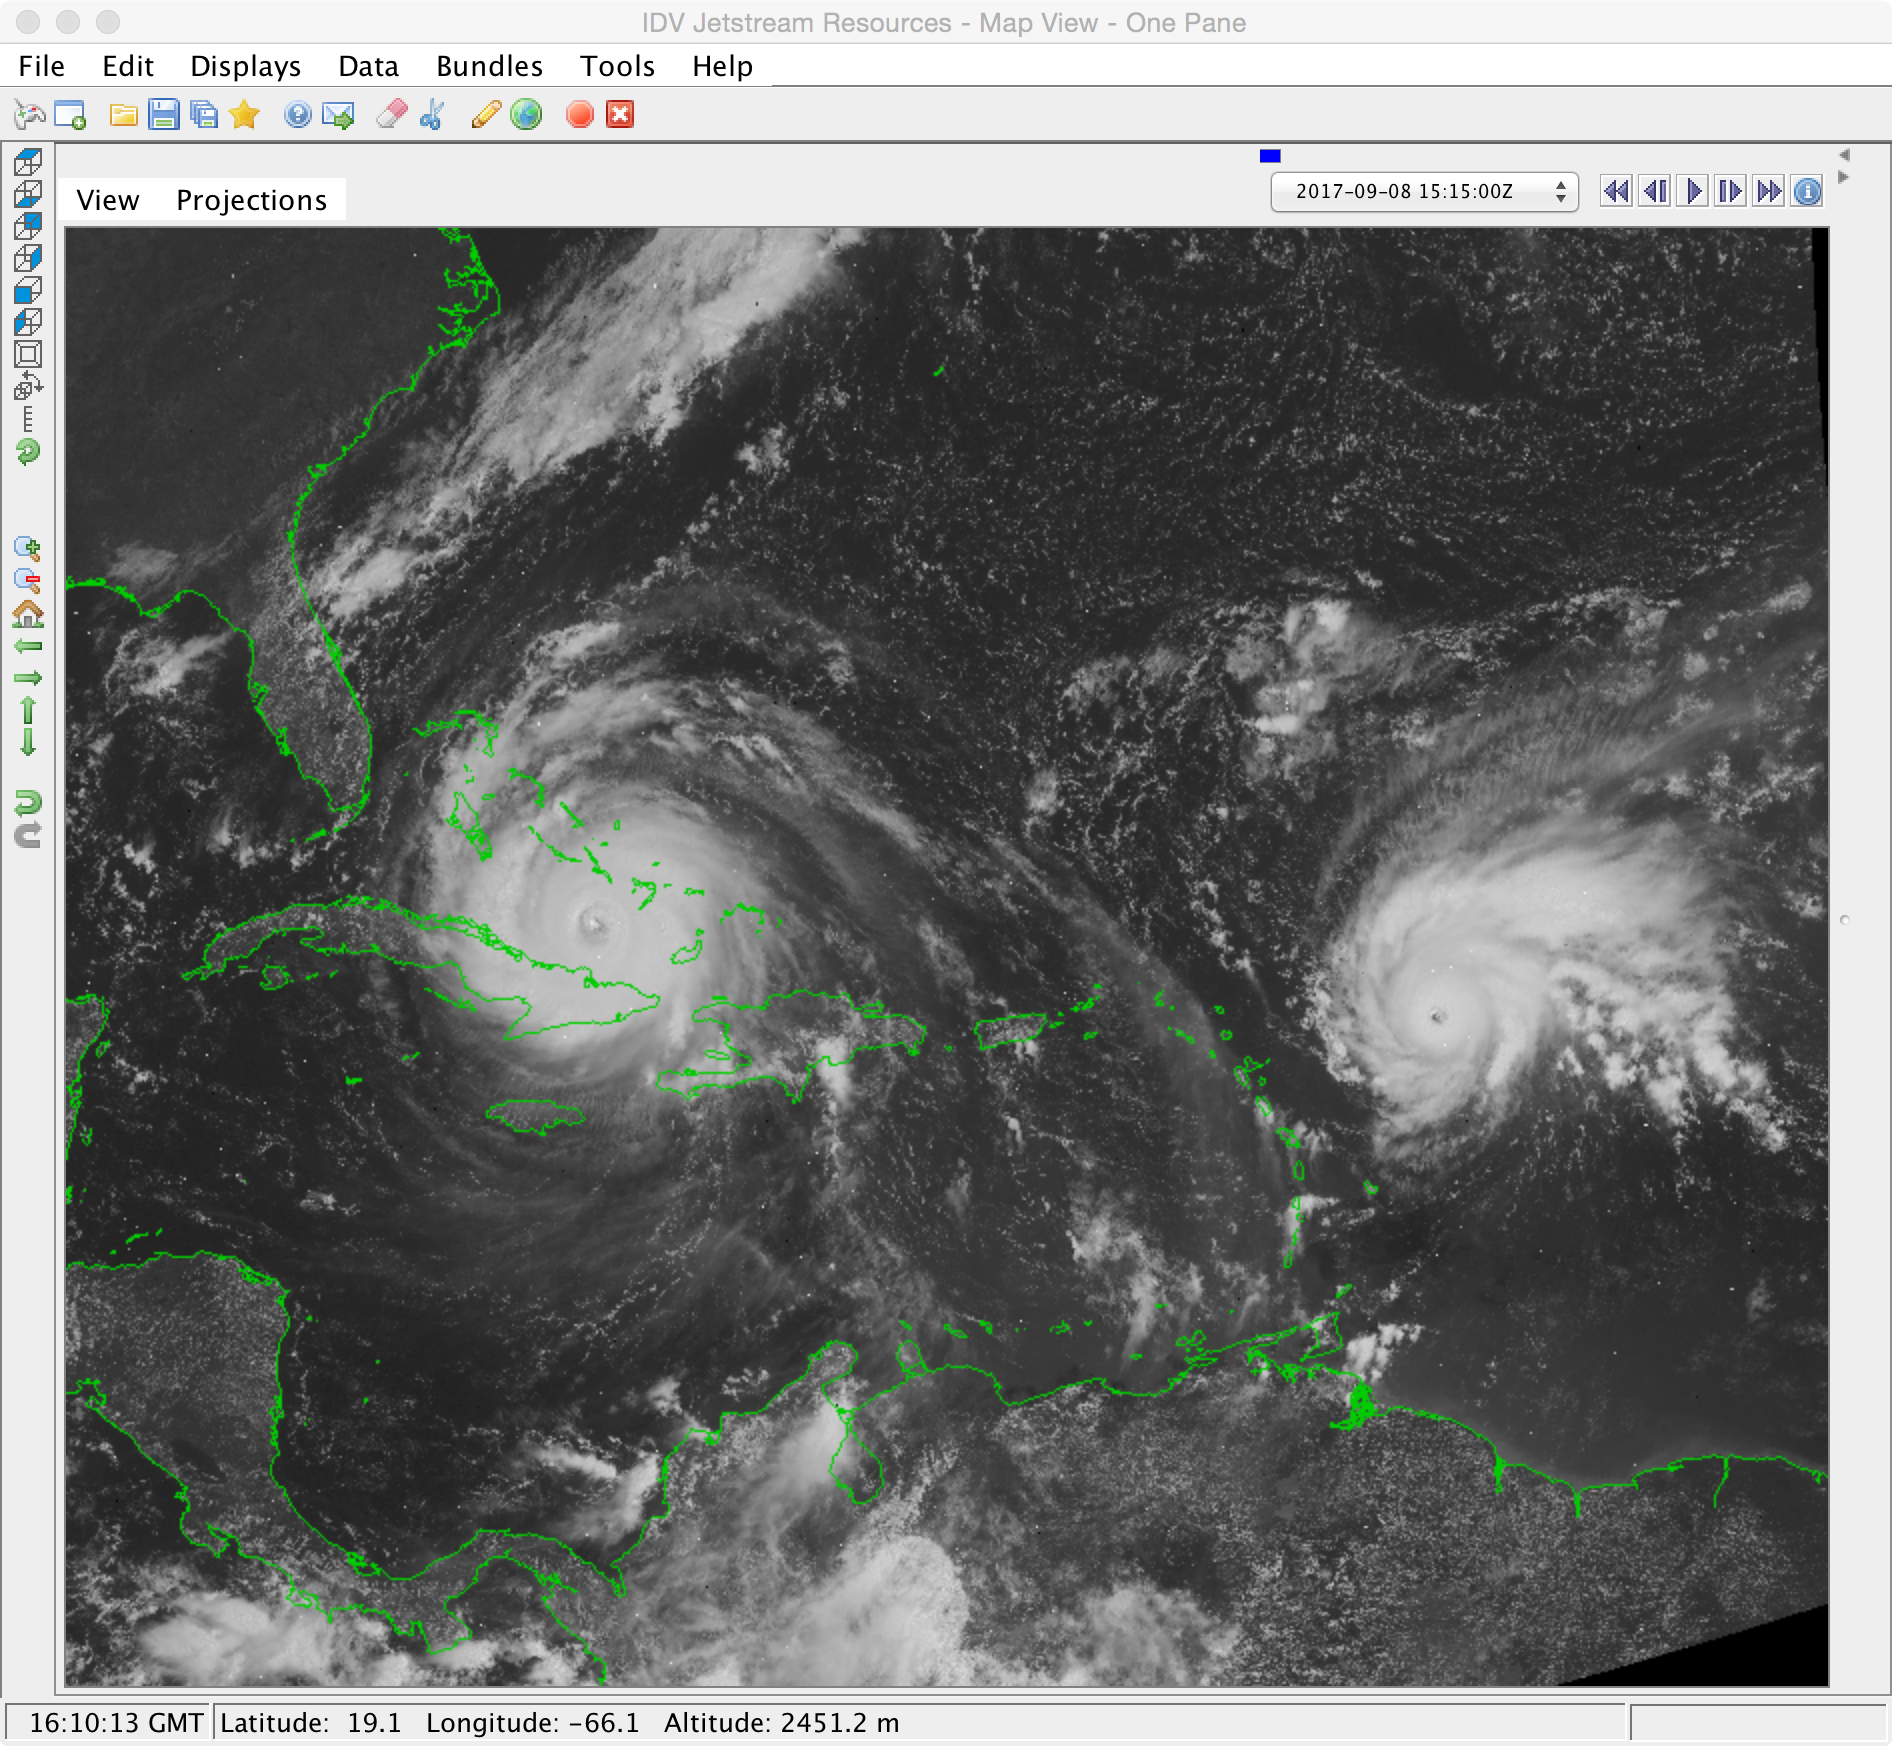 IDV Jetstream Resources - Map View - One Pane
File Edit Displays Data Bundles Tools Help
View Projections
2017-09-08 15:15:00Z
16:10:13 GMT Latitude: 19.1 Longitude: -66.1 Altitude: 2451.2 m